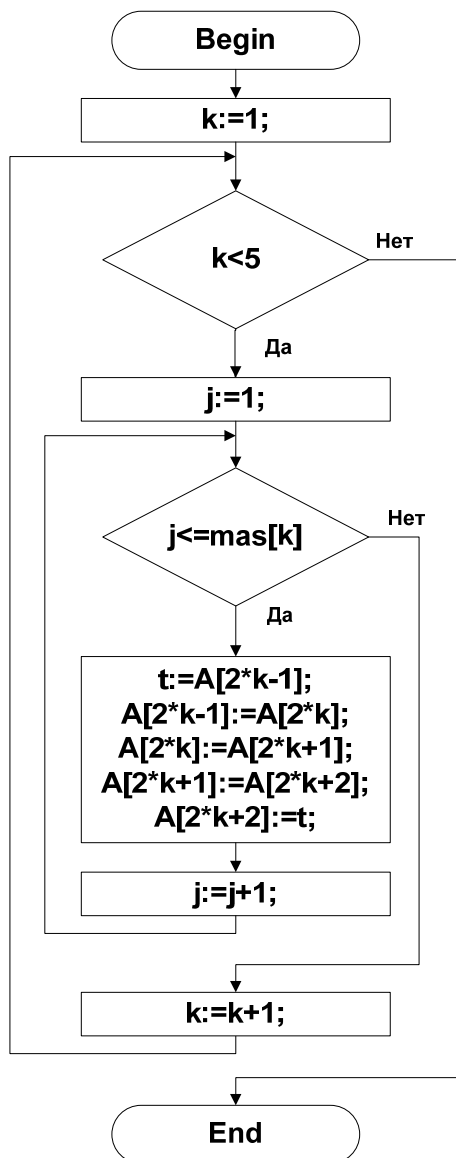 Begin
k:=1;
k<5
Нет
Да
j:=1;
j<=mas[k]
Нет
Да
t:=A[2*k-1];
A[2*k-1]:=A[2*k];
A[2*k]:=A[2*k+1];
A[2*k+1]:=A[2*k+2];
A[2*k+2]:=t;
j:=j+1;
k:=k+1;
End